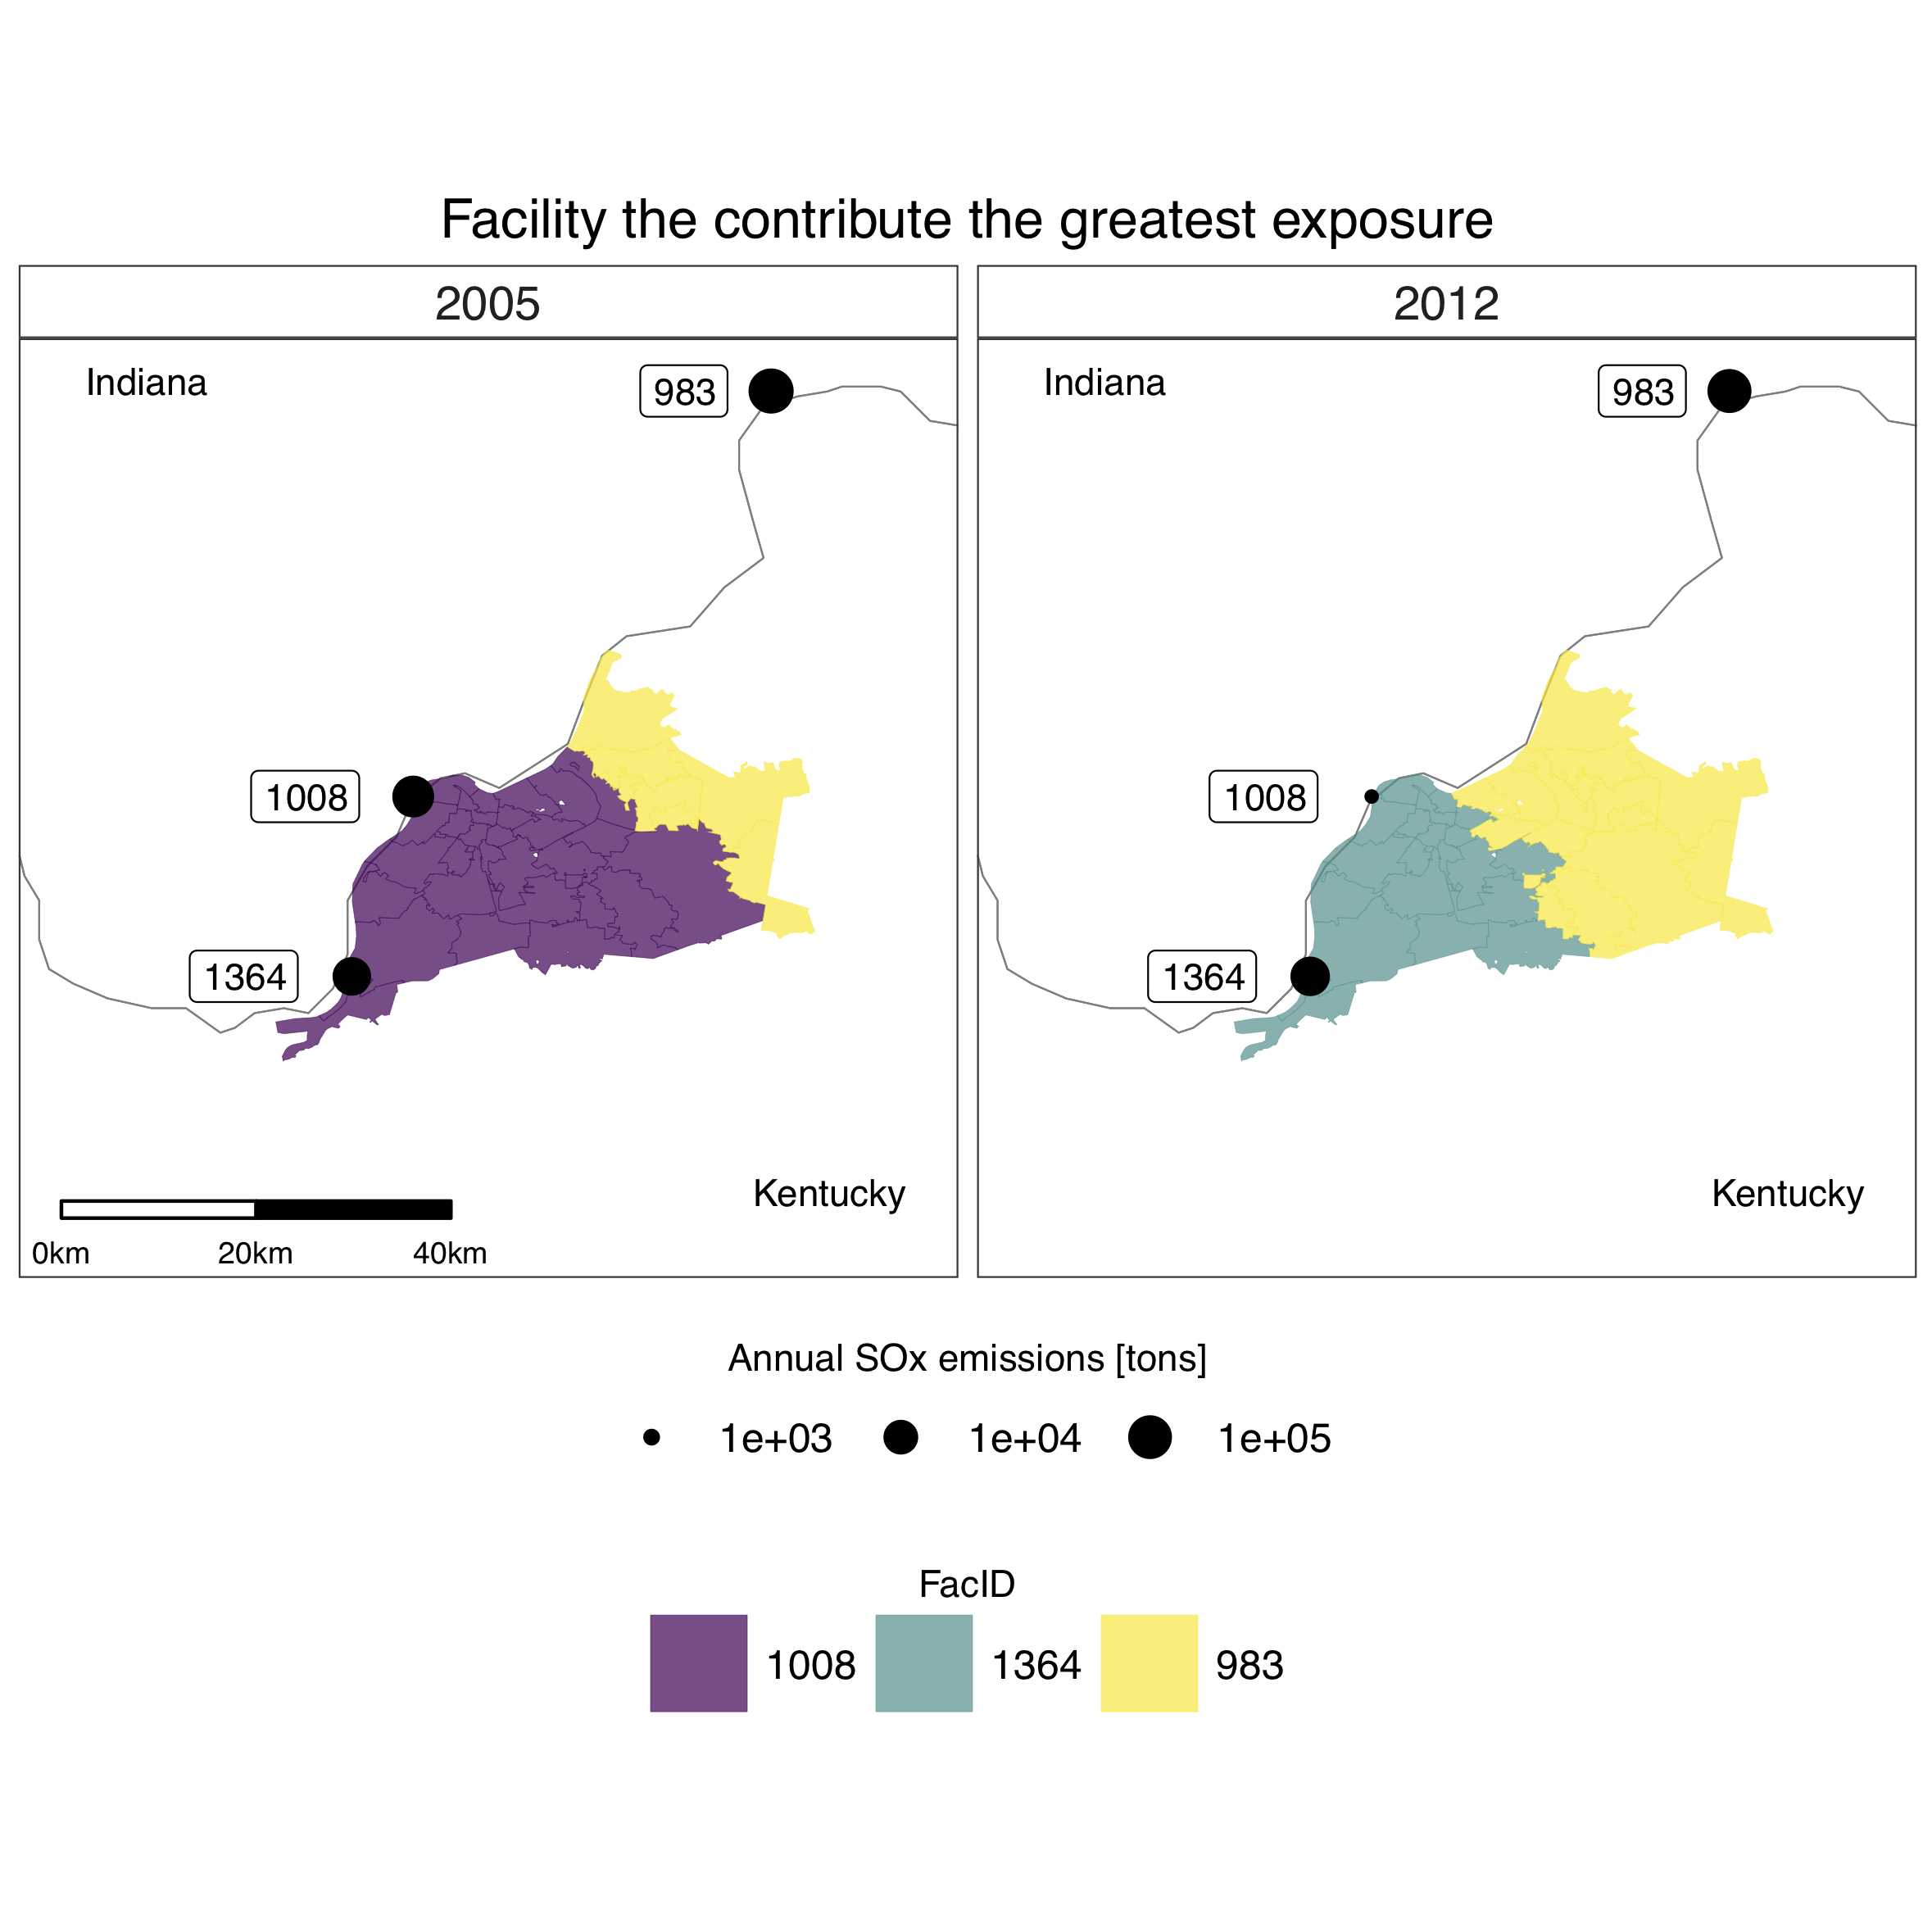 Facility the contribute the greatest exposure
2005
Indiana
983
1008
1364
Kentucky
0km 20km 40km
2012
Indiana
983
1008
1364
Kentucky
Annual SOx emissions [tons]
1e+03 1e+04 1e+05
FacID
1008 1364 983